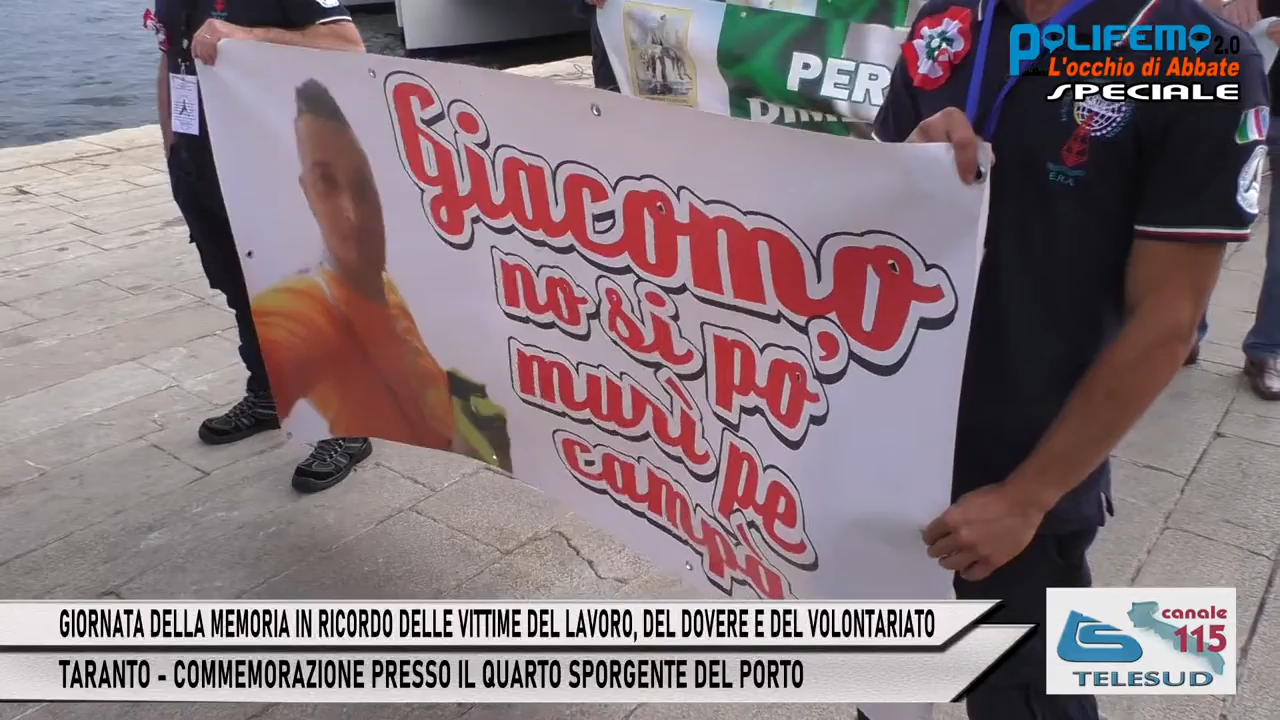 POLIFEMO 2.0
L'occhio di Abbate
SPECIALE
PER
Giacomo,
no si po'
murì pe
campà
E.R.A.
GIORNATA DELLA MEMORIA IN RICORDO DELLE VITTIME DEL LAVORO, DEL DOVERE E DEL VOLONTARIATO
TARANTO - COMMEMORAZIONE PRESSO IL QUARTO SPORGENTE DEL PORTO
canale
115
TS
TELESUD